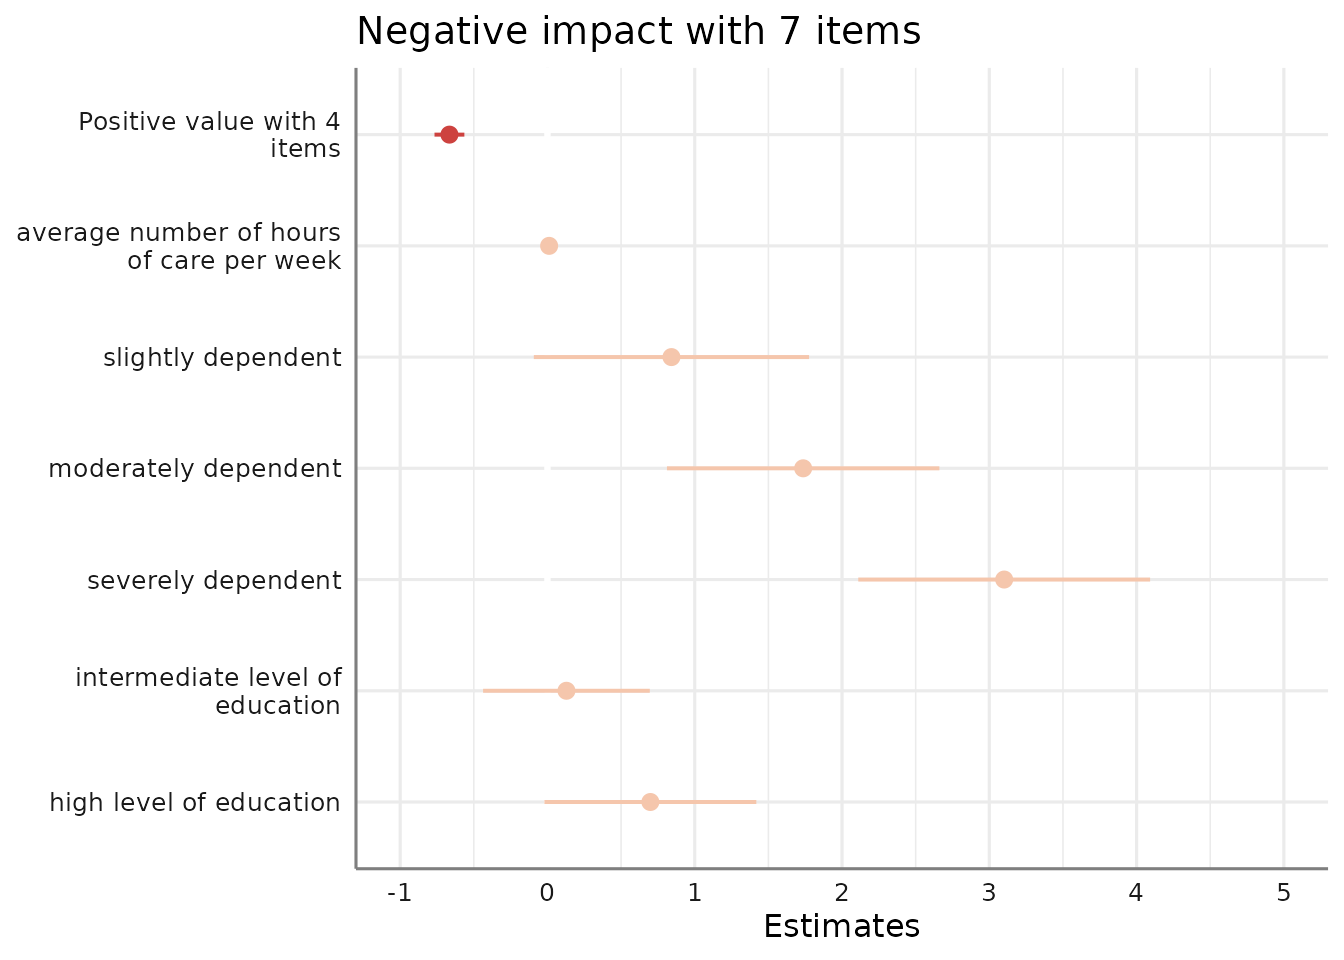 Negative impact with 7 items
Positive value with 4
items
average number of hours
of care per week
slightly dependent
moderately dependent
severely dependent
intermediate level of
education
high level of education
-1 0 1 2 3 4 5
Estimates